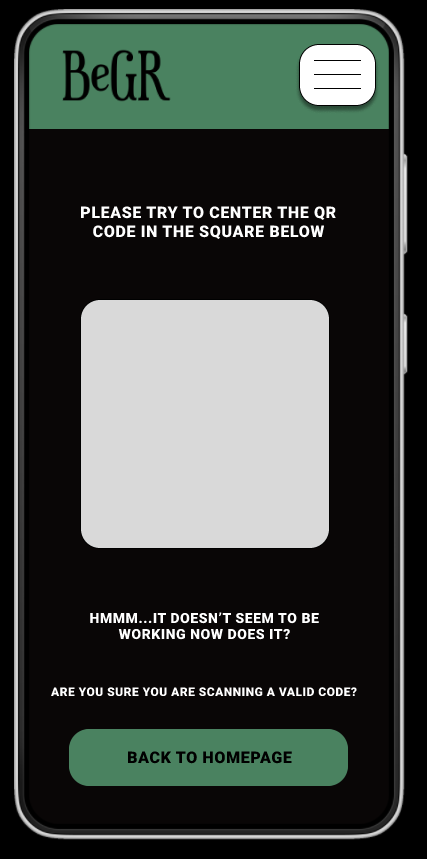 BeGR
PLEASE TRY TO CENTER THE QR
CODE IN THE SQUARE BELOW
HMMM...IT DOESN’T SEEM TO BE
WORKING NOW DOES IT?
ARE YOU SURE YOU ARE SCANNING A VALID CODE?
BACK TO HOMEPAGE